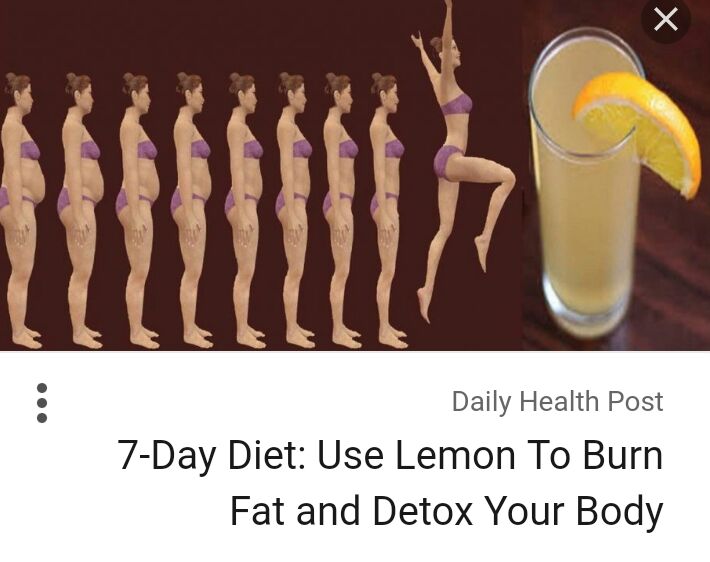 Daily Health Post
7-Day Diet: Use Lemon To Burn
Fat and Detox Your Body